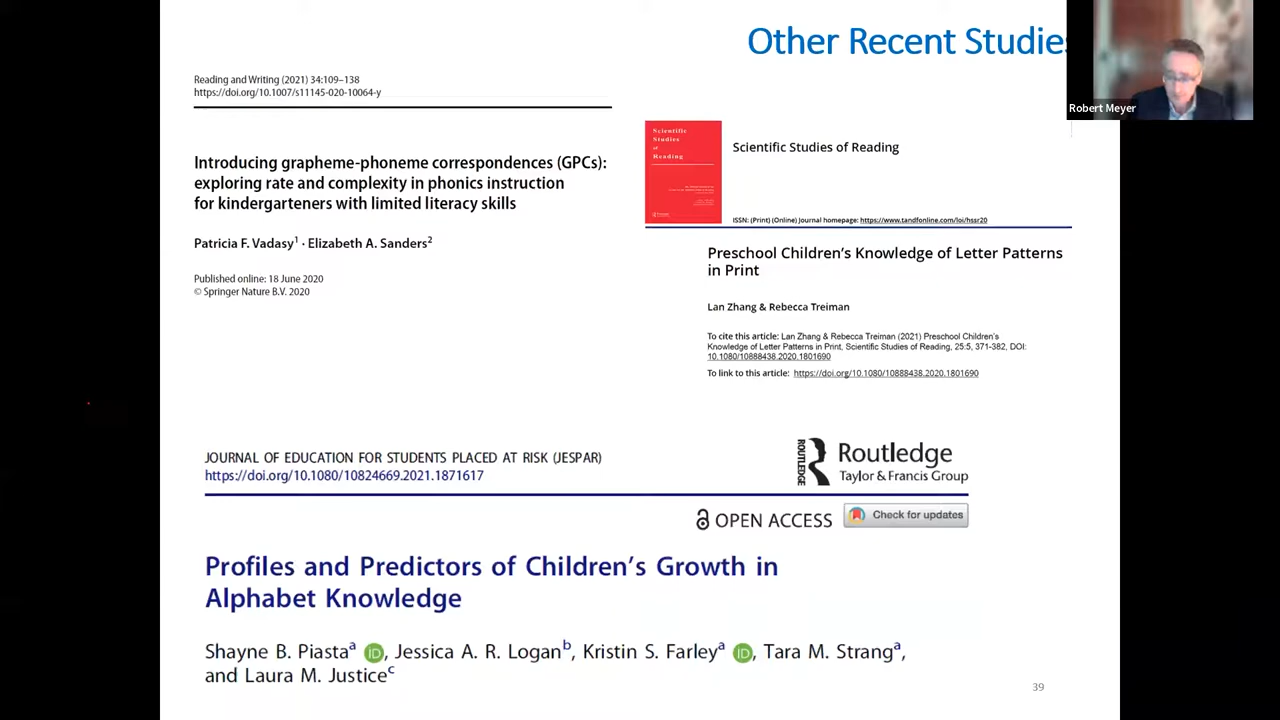 Other Recent Studies
Robert Meyer
Reading and Writing (2021) 34:109–138
https://doi.org/10.1007/s11145-020-10064-y
Introducing grapheme-phoneme correspondences (GPCs):
exploring rate and complexity in phonics instruction
for kindergarteners with limited literacy skills
Patricia F. Vadasy1 · Elizabeth A. Sanders2
Published online: 18 June 2020
© Springer Nature B.V. 2020
Scientific
Studies
of
Reading
Scientific Studies of Reading
ISSN: (Print) (Online) Journal homepage: https://www.tandfonline.com/loi/hssr20
Preschool Children's Knowledge of Letter Patterns
in Print
Lan Zhang & Rebecca Treiman
To cite this article: Lan Zhang & Rebecca Treiman (2021) Preschool Children's
Knowledge of Letter Patterns in Print, Scientific Studies of Reading, 25:5, 371-382, DOI:
10.1080/10888438.2020.1801690
To link to this article: https://doi.org/10.1080/10888438.2020.1801690
JOURNAL OF EDUCATION FOR STUDENTS PLACED AT RISK (JESPAR)
https://doi.org/10.1080/10824669.2021.1871617
ROUTLEDGE
Routledge
Taylor & Francis Group
OPEN ACCESS
Check for updates
Profiles and Predictors of Children's Growth in
Alphabet Knowledge
Shayne B. Piastaa iD, Jessica A. R. Loganb, Kristin S. Farleya iD, Tara M. Stranga,
and Laura M. Justicec
39